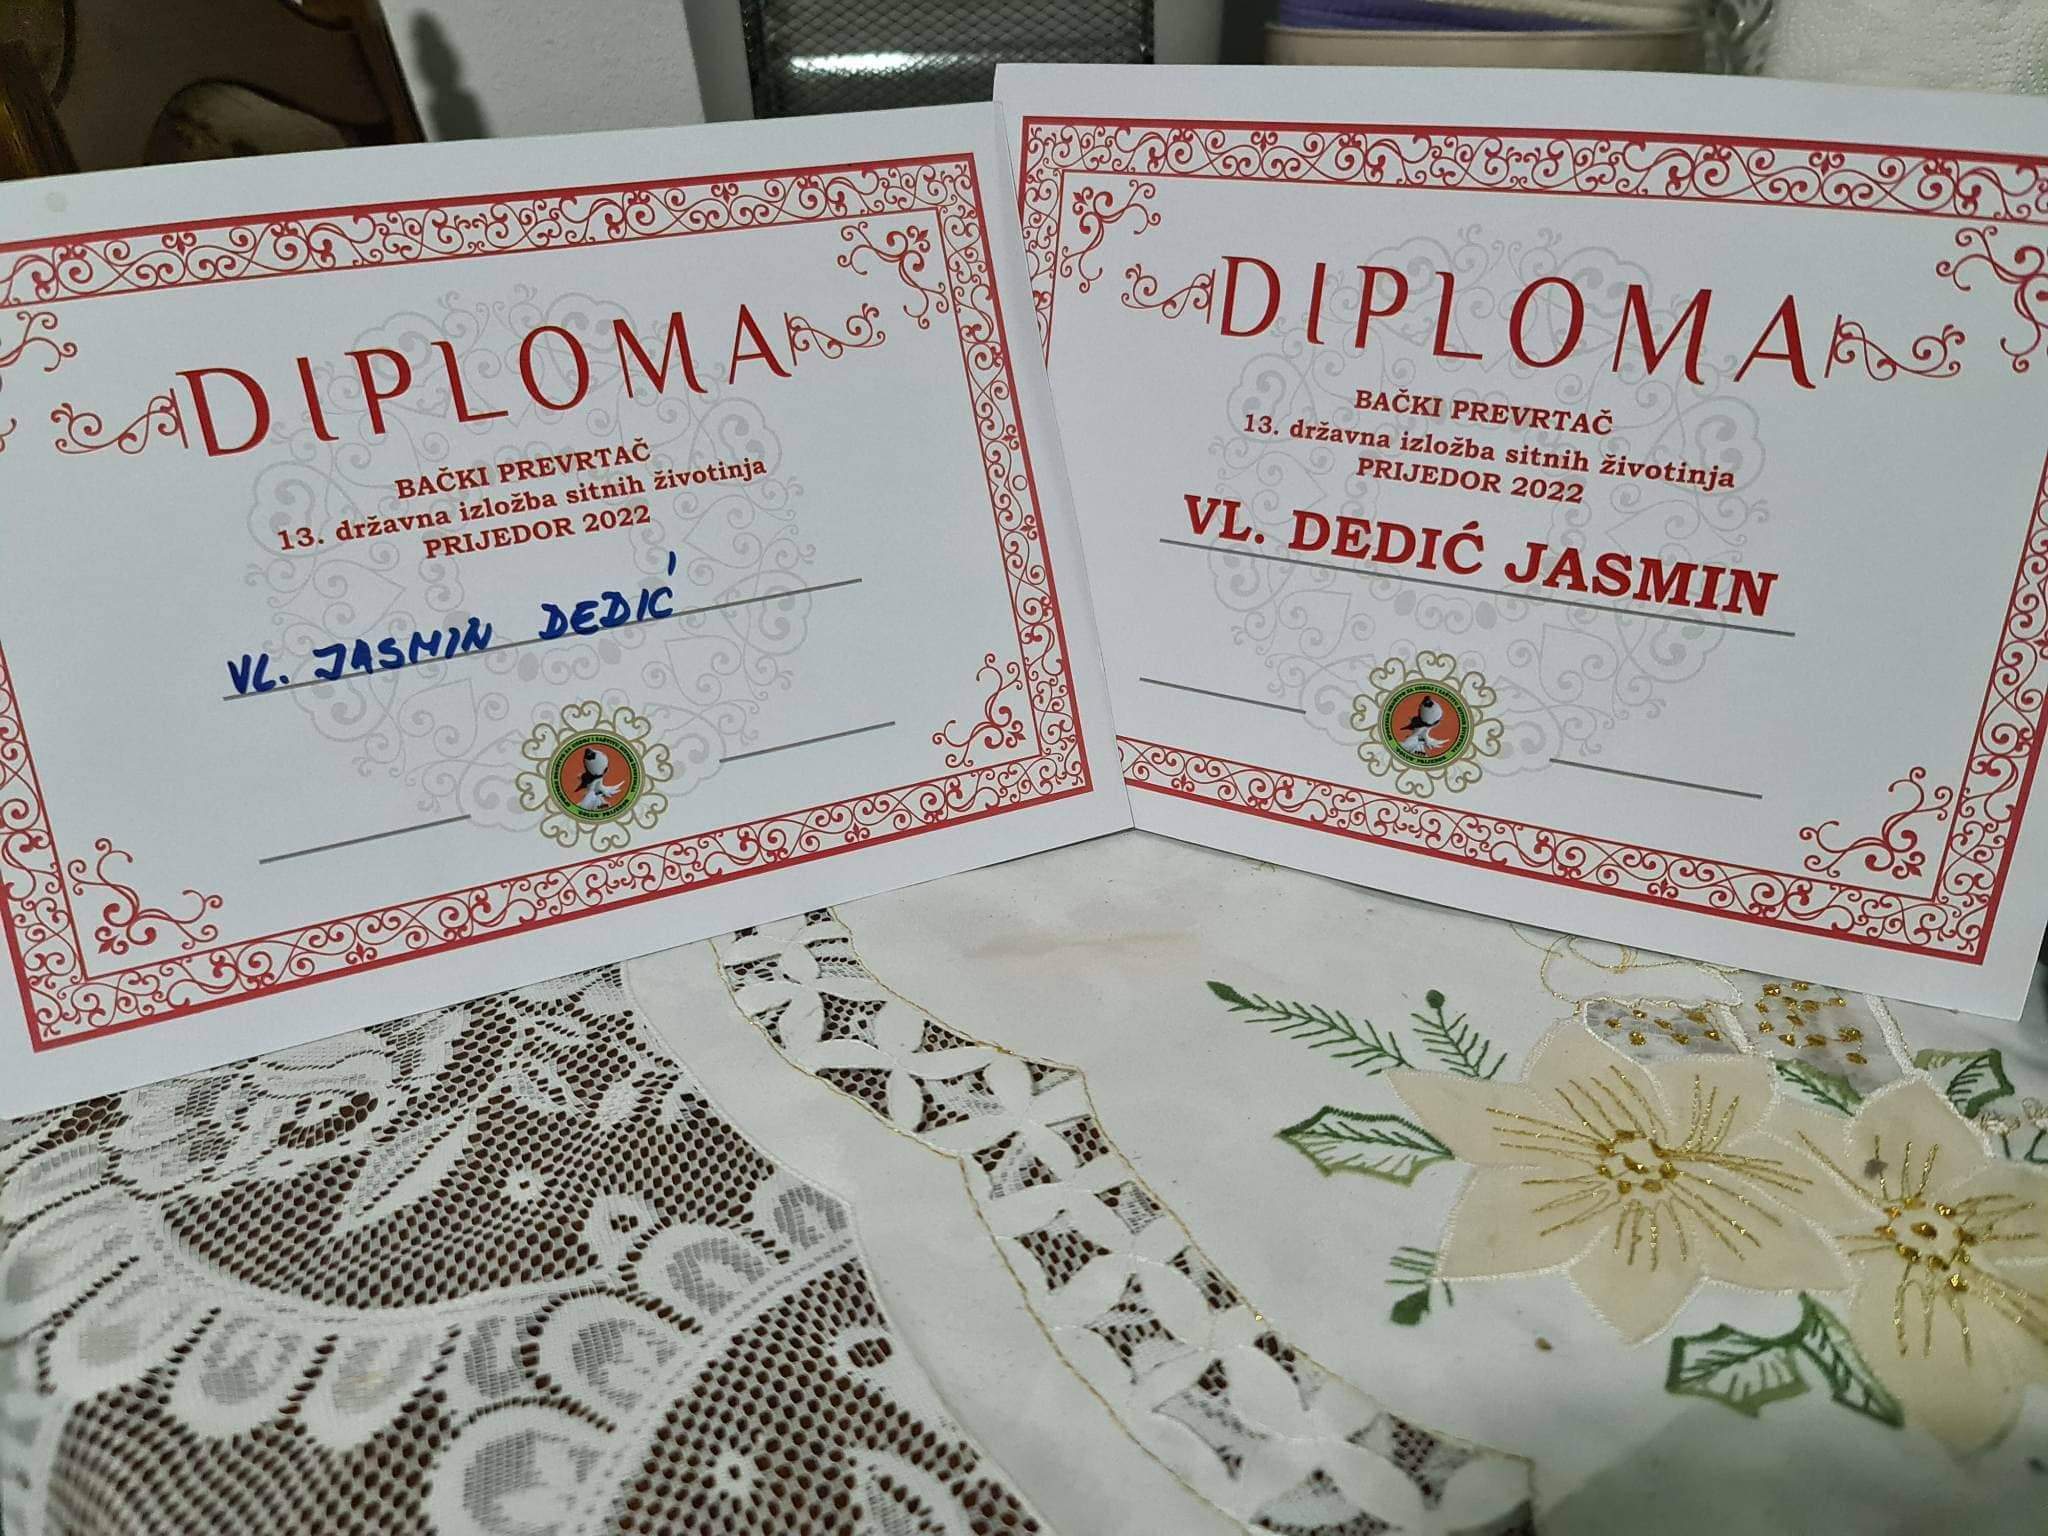 DIPLOMA
BAČKI PREVRTAČ
13. državna izložba sitnih životinja
PRIJEDOR 2022
VL. JASMIN DEDIĆ
DIPLOMA
BAČKI PREVRTAČ
13. državna izložba sitnih životinja
PRIJEDOR 2022
VL. DEDIĆ JASMIN